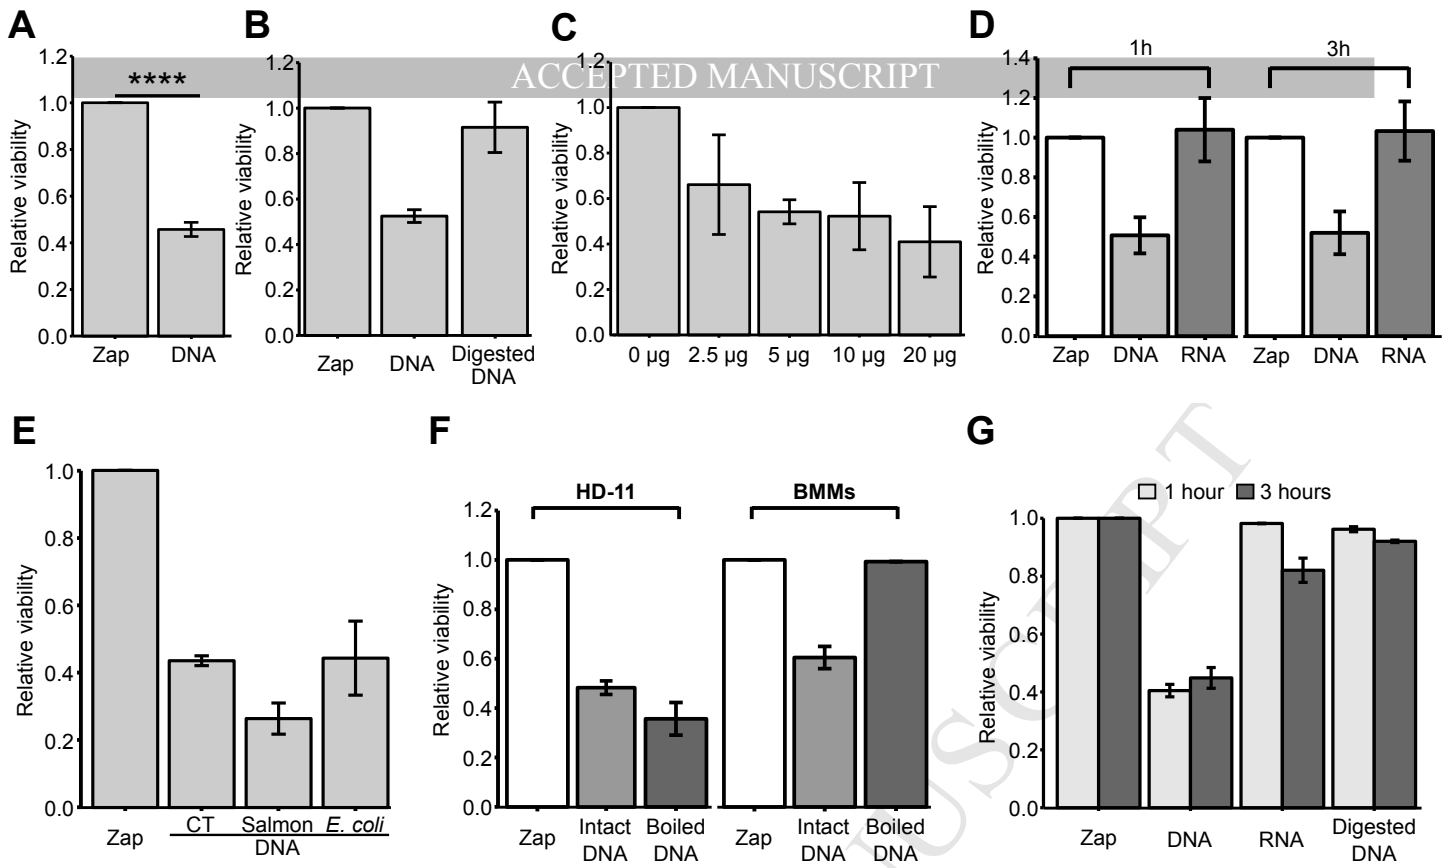 A
B
C
D
ACCEPTED MANUSCRIPT
****
1h
3h
Relative viability
1.2
1.0
0.8
0.6
0.4
0.2
0.0
Zap
DNA
Relative viability
1.2
1.0
0.8
0.6
0.4
0.2
0.0
Zap
DNA
Digested
DNA
Relative viability
1.2
1.0
0.8
0.6
0.4
0.2
0.0
0 µg
2.5 µg
5 µg
10 µg
20 µg
Relative viability
1.4
1.2
1.0
0.8
0.6
0.4
0.2
0.0
Zap
DNA
RNA
Zap
DNA
RNA
E
F
G
Relative viability
1.0
0.8
0.6
0.4
0.2
0.0
Zap
CT
Salmon
E. coli
DNA
HD-11
BMMs
Relative viability
1.2
1.0
0.8
0.6
0.4
0.2
0.0
Zap
Intact
DNA
Boiled
DNA
Zap
Intact
DNA
Boiled
DNA
1 hour
3 hours
Relative viability
1.0
0.8
0.6
0.4
0.2
0.0
Zap
DNA
RNA
Digested
DNA
USCRIPT